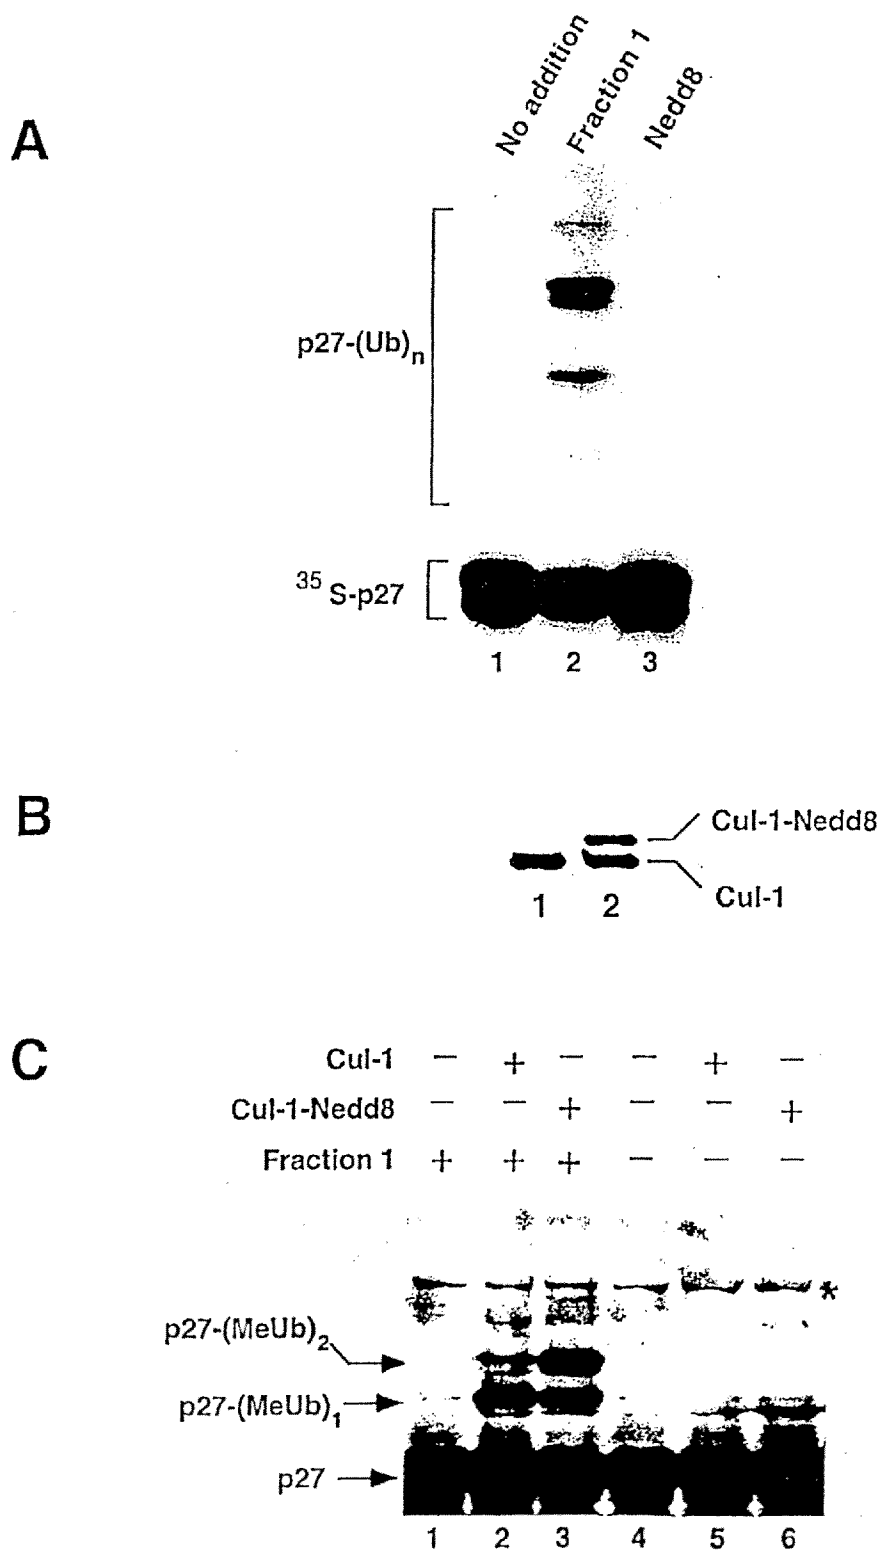 A
No addition
Fraction 1
Nedd8
p27-(Ub)n
35 S-p27
1 2 3
B
Cul-1-Nedd8
Cul-1
1 2
C
Cul-1 − + − − + −
Cul-1-Nedd8 − − + − − +
Fraction 1 + + + − − −
*
p27-(MeUb)2
p27-(MeUb)1
p27
1 2 3 4 5 6